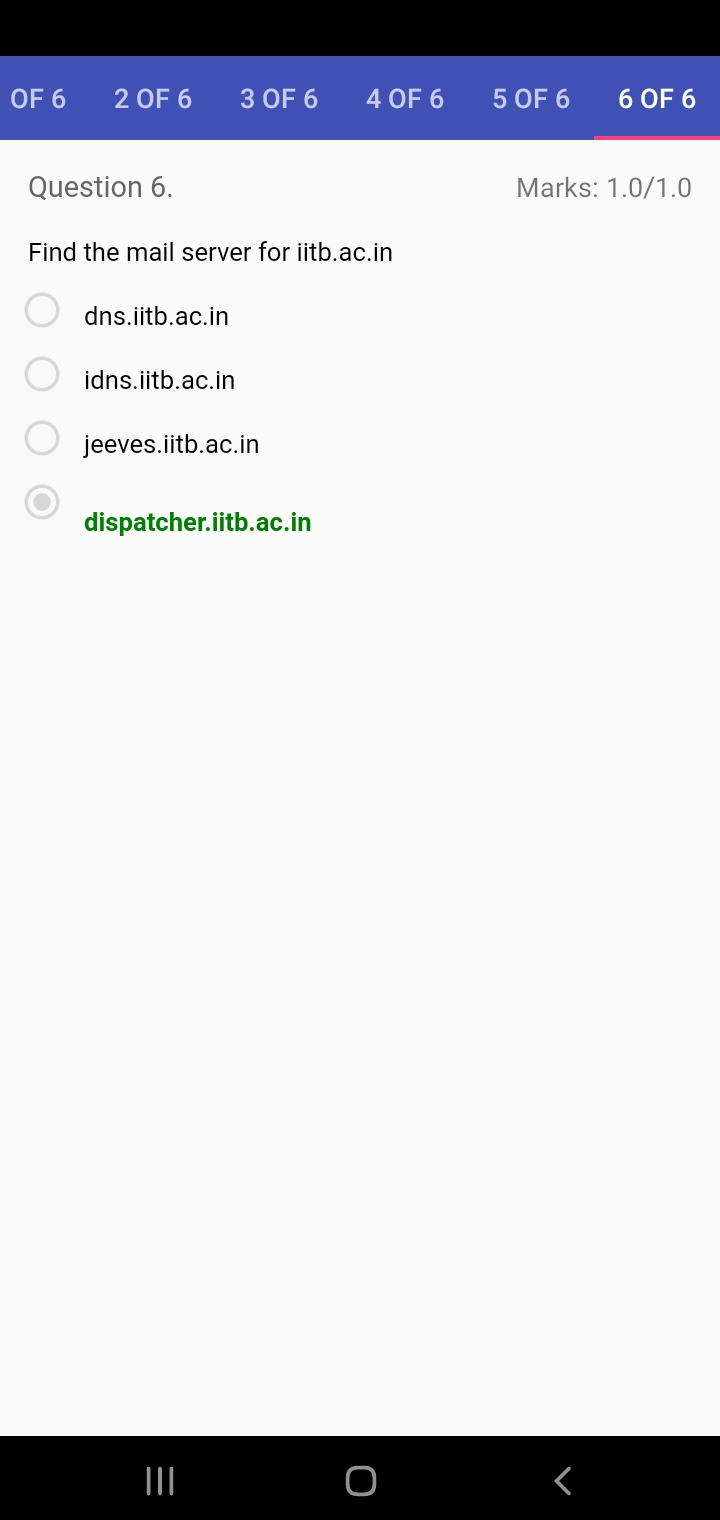 OF 6 2 OF 6 3 OF 6 4 OF 6 5 OF 6 6 OF 6
Question 6. Marks: 1.0/1.0
Find the mail server for iitb.ac.in
dns.iitb.ac.in
idns.iitb.ac.in
jeeves.iitb.ac.in
dispatcher.iitb.ac.in